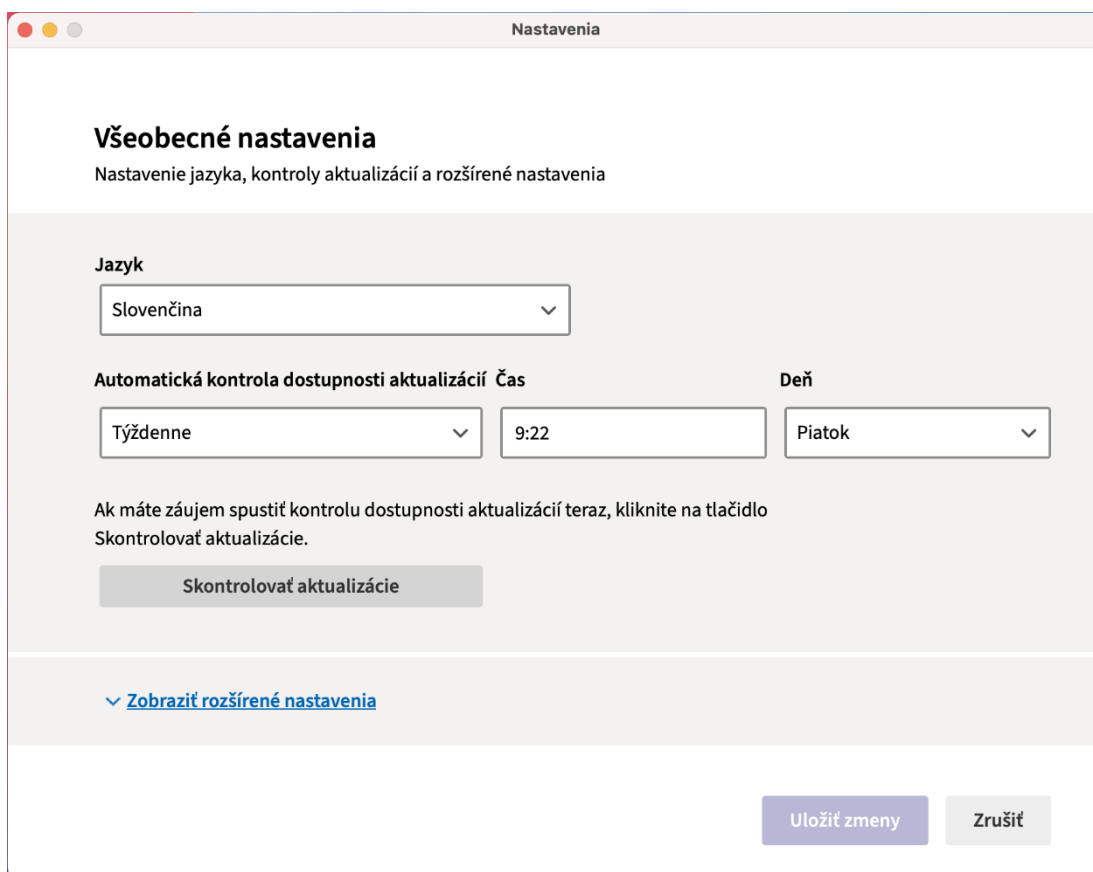 Nastavenia
Všeobecné nastavenia
Nastavenie jazyka, kontroly aktualizácií a rozšírené nastavenia
Jazyk
Slovenčina
Automatická kontrola dostupnosti aktualizácií Čas Deň
Týždenne 9:22 Piatok
Ak máte záujem spustiť kontrolu dostupnosti aktualizácií teraz, kliknite na tlačidlo
Skontrolovať aktualizácie.
Skontrolovať aktualizácie
Zobraziť rozšírené nastavenia
Uložiť zmeny Zrušiť